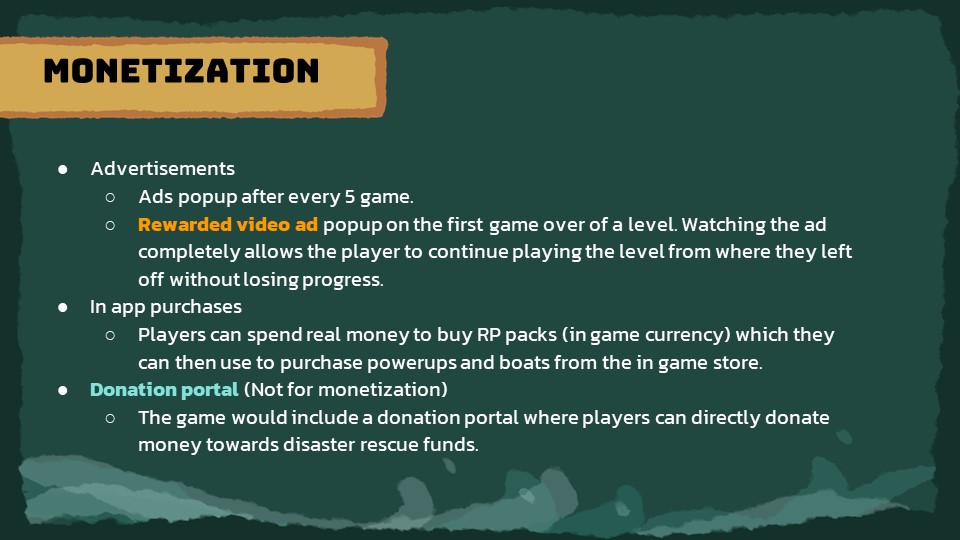 MONETIZATION
● Advertisements
○ Ads popup after every 5 game.
○ Rewarded video ad popup on the first game over of a level. Watching the ad
completely allows the player to continue playing the level from where they left
off without losing progress.
● In app purchases
○ Players can spend real money to buy RP packs (in game currency) which they
can then use to purchase powerups and boats from the in game store.
● Donation portal (Not for monetization)
○ The game would include a donation portal where players can directly donate
money towards disaster rescue funds.